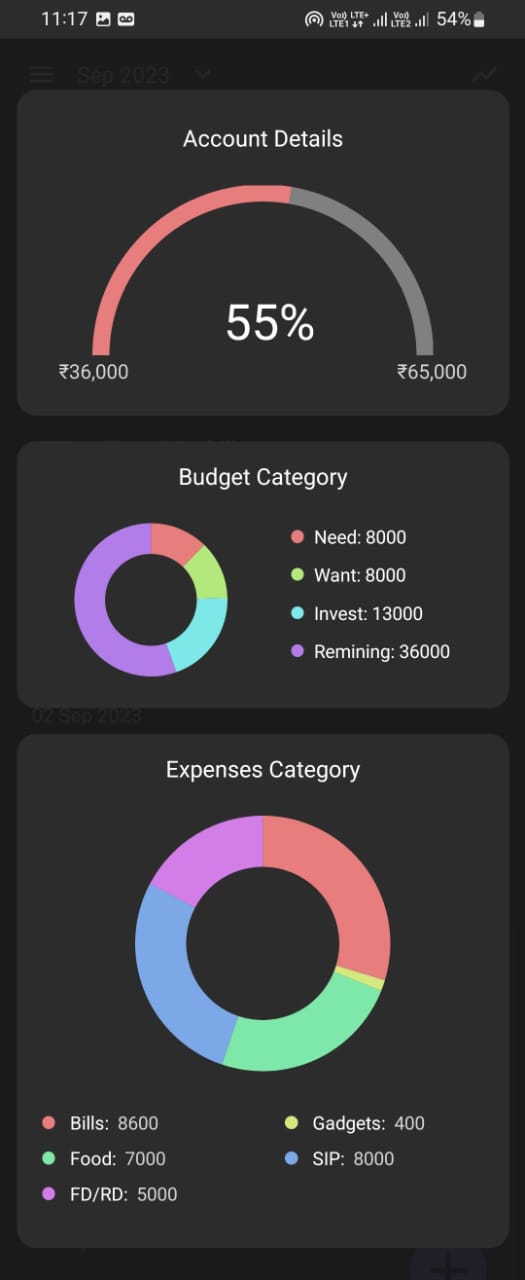 11:17 Vo) LTE+ LTE1 Vo) LTE2 54%
Sep 2023
Account Details
55%
₹36,000 ₹65,000
Budget Category
Need: 8000
Want: 8000
Invest: 13000
Remining: 36000
02 Sep 2023
Expenses Category
Bills: 8600 Gadgets: 400
Food: 7000 SIP: 8000
FD/RD: 5000